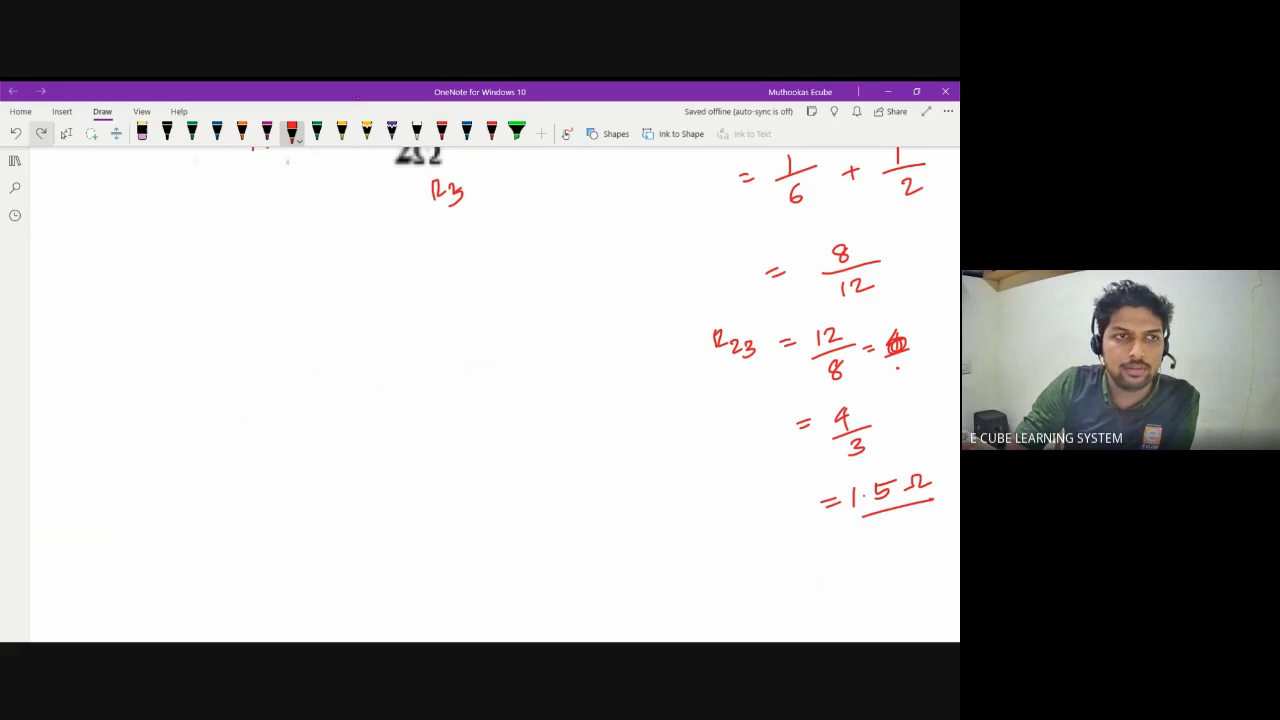 OneNote for Windows 10
Muthookas Ecube
Home Insert Draw View Help
Saved offline (auto-sync is off)
Share
Shapes
Ink to Shape
Ink to Text
2Ω
R3
= 1/6 + 1/2
= 8/12
R23 = 12/8 =
= 4/3
= 1.5 Ω
E CUBE LEARNING SYSTEM